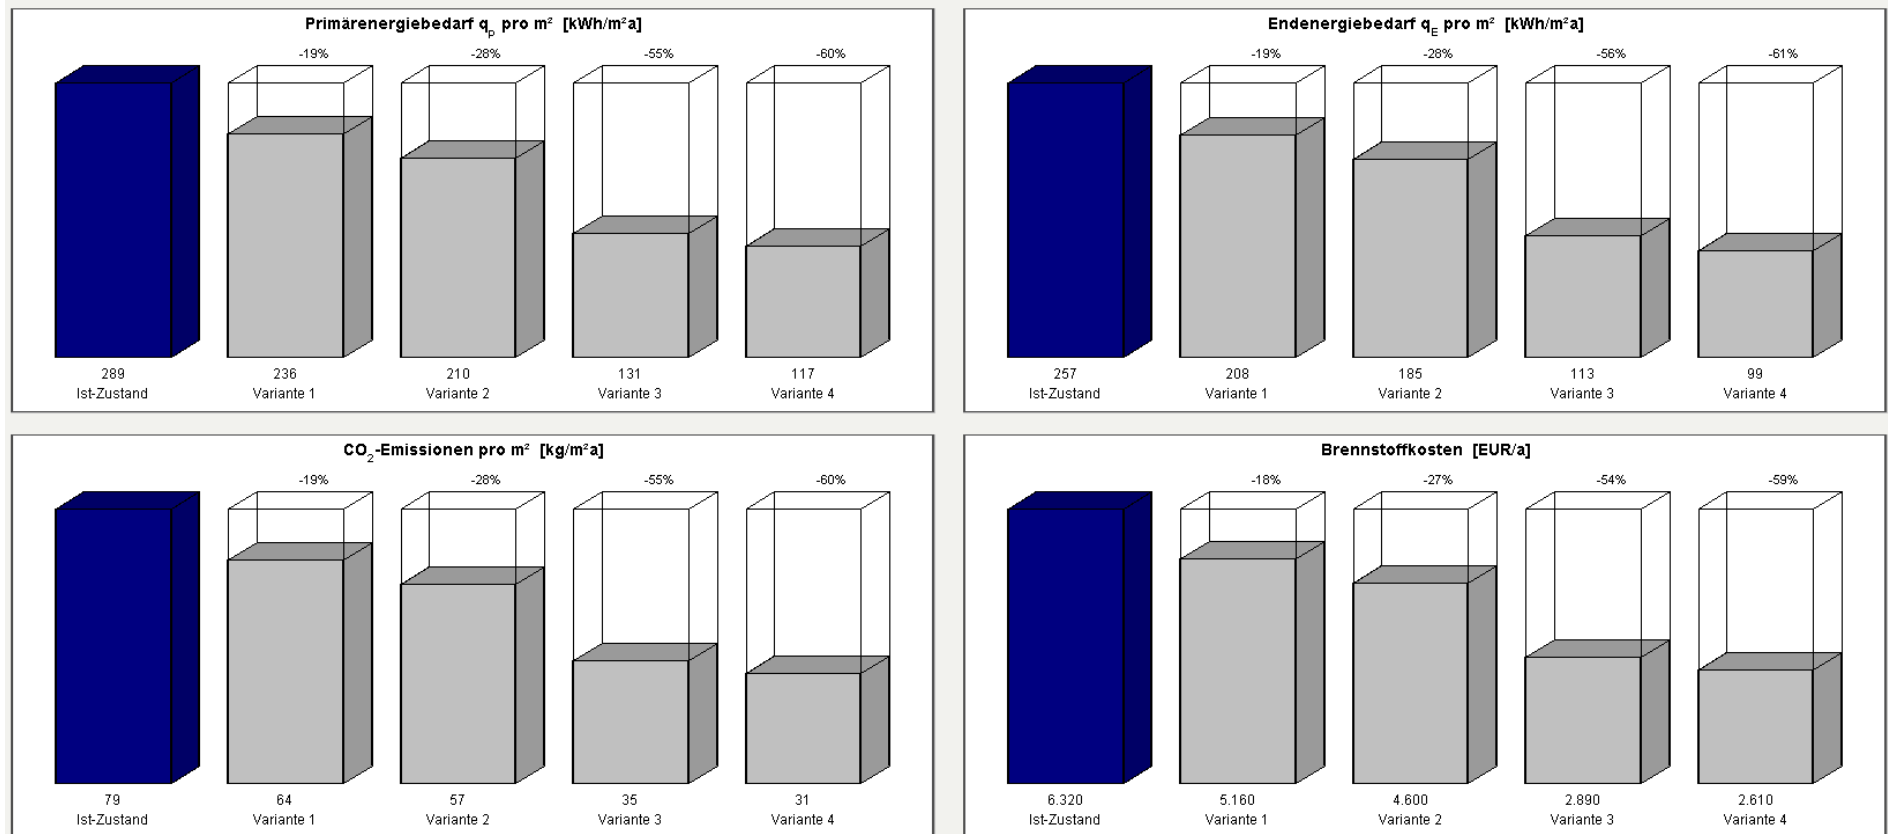 Primärenergiebedarf qp pro m² [kWh/m²a]
-19% -28% -55% -60%
289 236 210 131 117
Ist-Zustand Variante 1 Variante 2 Variante 3 Variante 4
Endenergiebedarf qE pro m² [kWh/m²a]
-19% -28% -56% -61%
257 208 185 113 99
Ist-Zustand Variante 1 Variante 2 Variante 3 Variante 4
CO2-Emissionen pro m² [kg/m²a]
-19% -28% -55% -60%
79 64 57 35 31
Ist-Zustand Variante 1 Variante 2 Variante 3 Variante 4
Brennstoffkosten [EUR/a]
-18% -27% -54% -59%
6.320 5.160 4.600 2.890 2.610
Ist-Zustand Variante 1 Variante 2 Variante 3 Variante 4